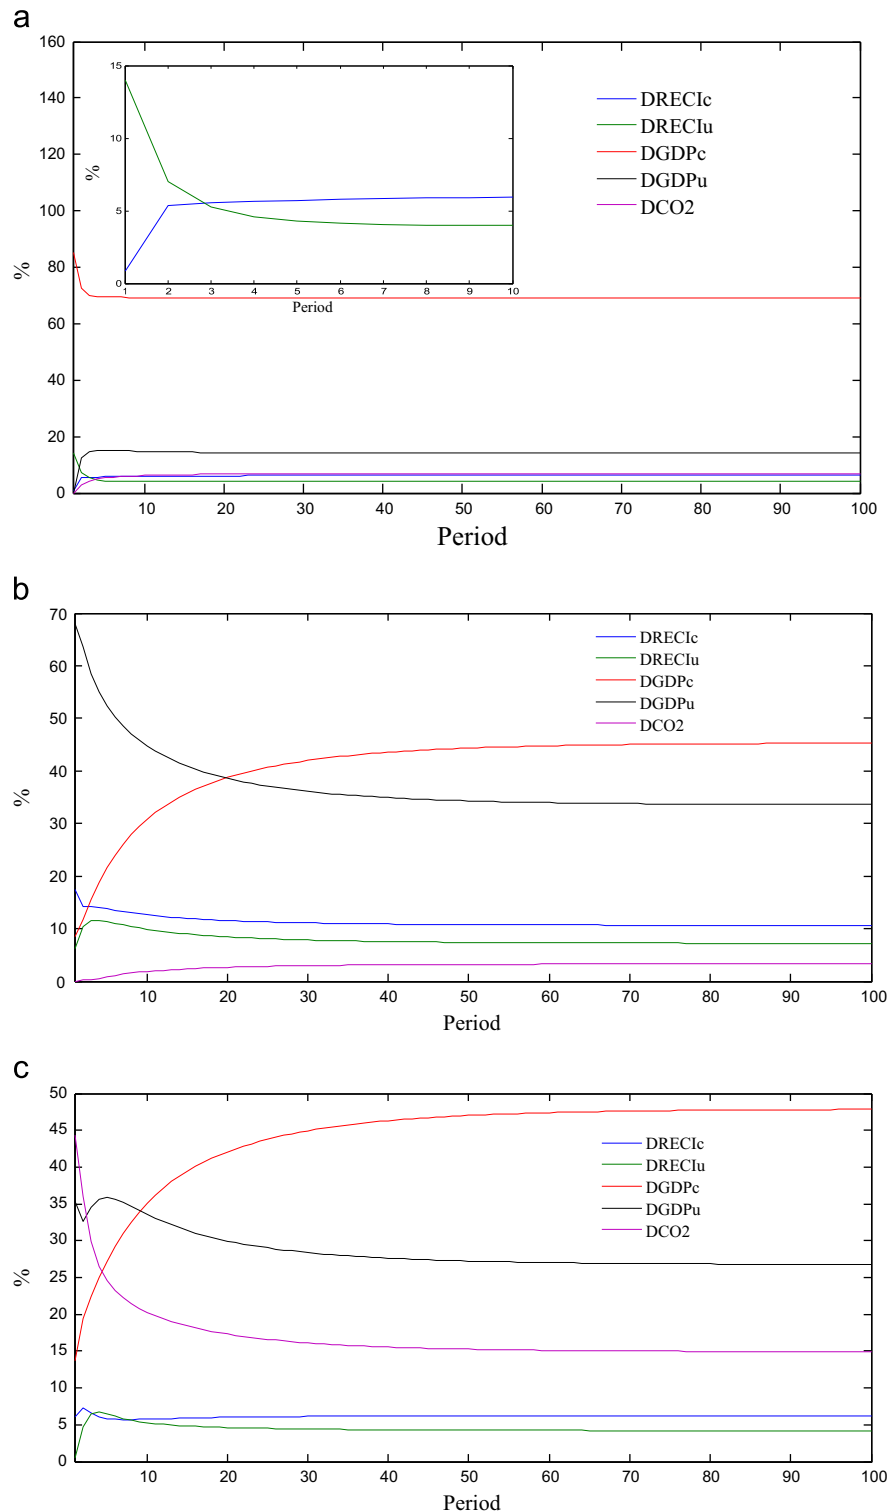 a
160
140
120
100
80
60
40
20
0
%
15
10
5
0
%
1 2 3 4 5 6 7 8 9 10
Period
DRECIc
DRECIu
DGDPc
DGDPu
DCO2
10 20 30 40 50 60 70 80 90 100
Period
b
70
60
50
40
30
20
10
0
%
DRECIc
DRECIu
DGDPc
DGDPu
DCO2
10 20 30 40 50 60 70 80 90 100
Period
c
50
45
40
35
30
25
20
15
10
5
0
%
DRECIc
DRECIu
DGDPc
DGDPu
DCO2
10 20 30 40 50 60 70 80 90 100
Period